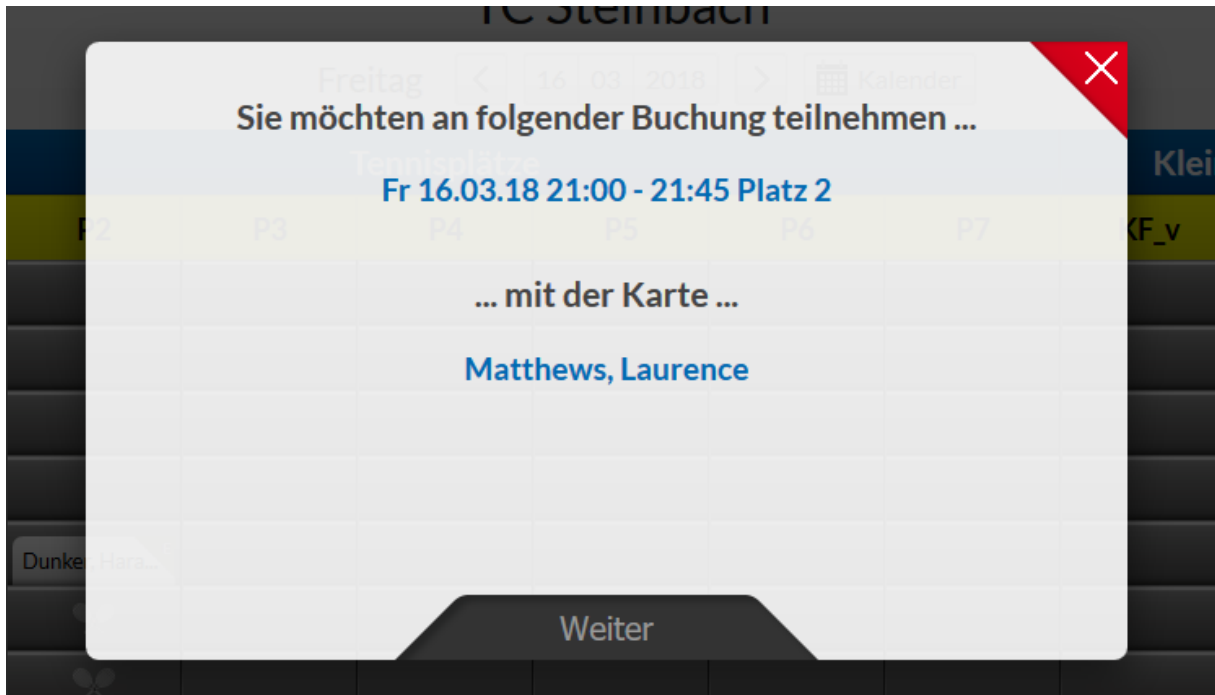 TC Steinbach
Freitag < 16 03 2018 > Kalender
Sie möchten an folgender Buchung teilnehmen ...
Tennisplätze
Klei
Fr 16.03.18 21:00 - 21:45 Platz 2
P2 P3 P4 P5 P6 P7 KF_v
... mit der Karte ...
Matthews, Laurence
Dunker, Hara...
Weiter